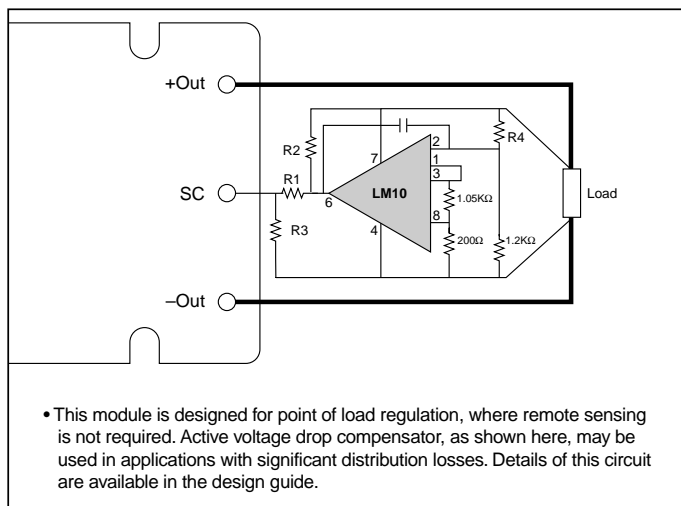 +Out
R2
R4
7
2
1
3
R1
SC
6
LM10
1.05KΩ
Load
R3
4
8
200Ω
1.2KΩ
–Out
• This module is designed for point of load regulation, where remote sensing
is not required. Active voltage drop compensator, as shown here, may be
used in applications with significant distribution losses. Details of this circuit
are available in the design guide.